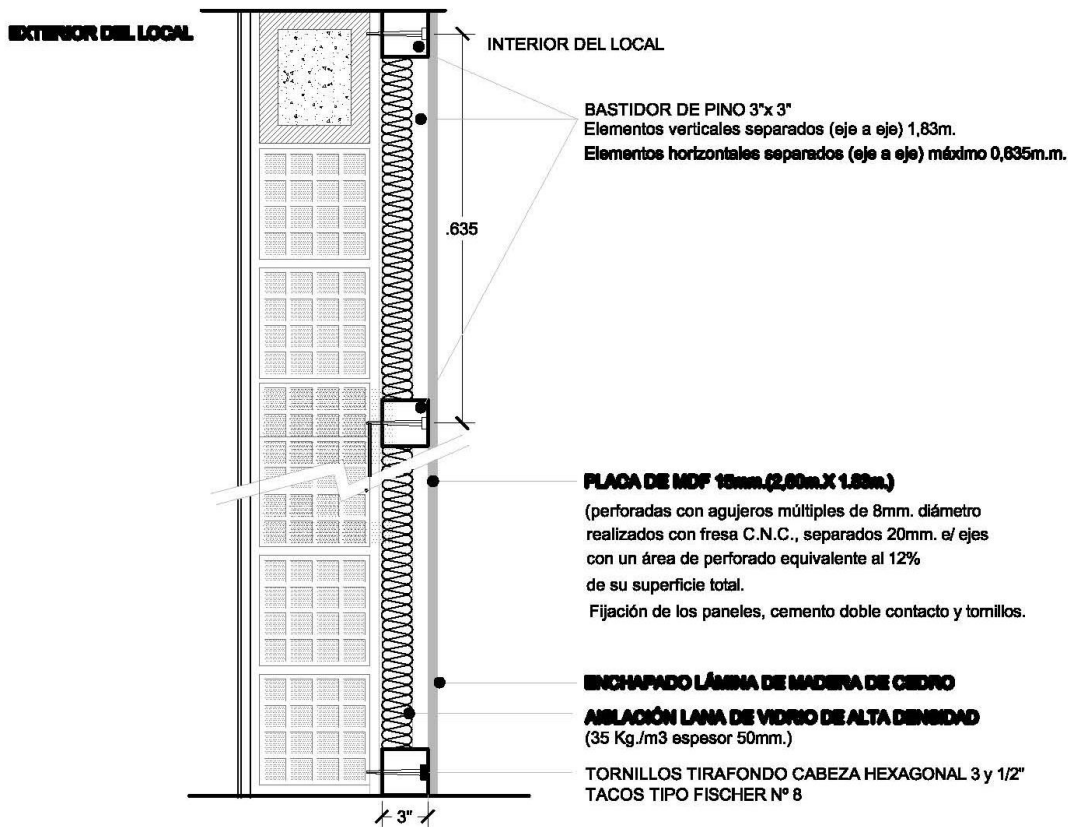 EXTERIOR DEL LOCAL
INTERIOR DEL LOCAL
BASTIDOR DE PINO 3"x 3"
Elementos verticales separados (eje a eje) 1,83m.
Elementos horizontales separados (eje a eje) máximo 0,635m.m.
.635
PLACA DE MDF 15mm.(2,60m.X 1.83m.)
(perforadas con agujeros múltiples de 8mm. diámetro
realizados con fresa C.N.C., separados 20mm. e/ ejes
con un área de perforado equivalente al 12%
de su superficie total.
Fijación de los paneles, cemento doble contacto y tornillos.
ENCHAPADO LÁMINA DE MADERA DE CEDRO
AISLACIÓN LANA DE VIDRIO DE ALTA DENSIDAD
(35 Kg./m3 espesor 50mm.)
TORNILLOS TIRAFONDO CABEZA HEXAGONAL 3 y 1/2"
TACOS TIPO FISCHER Nº 8
3"